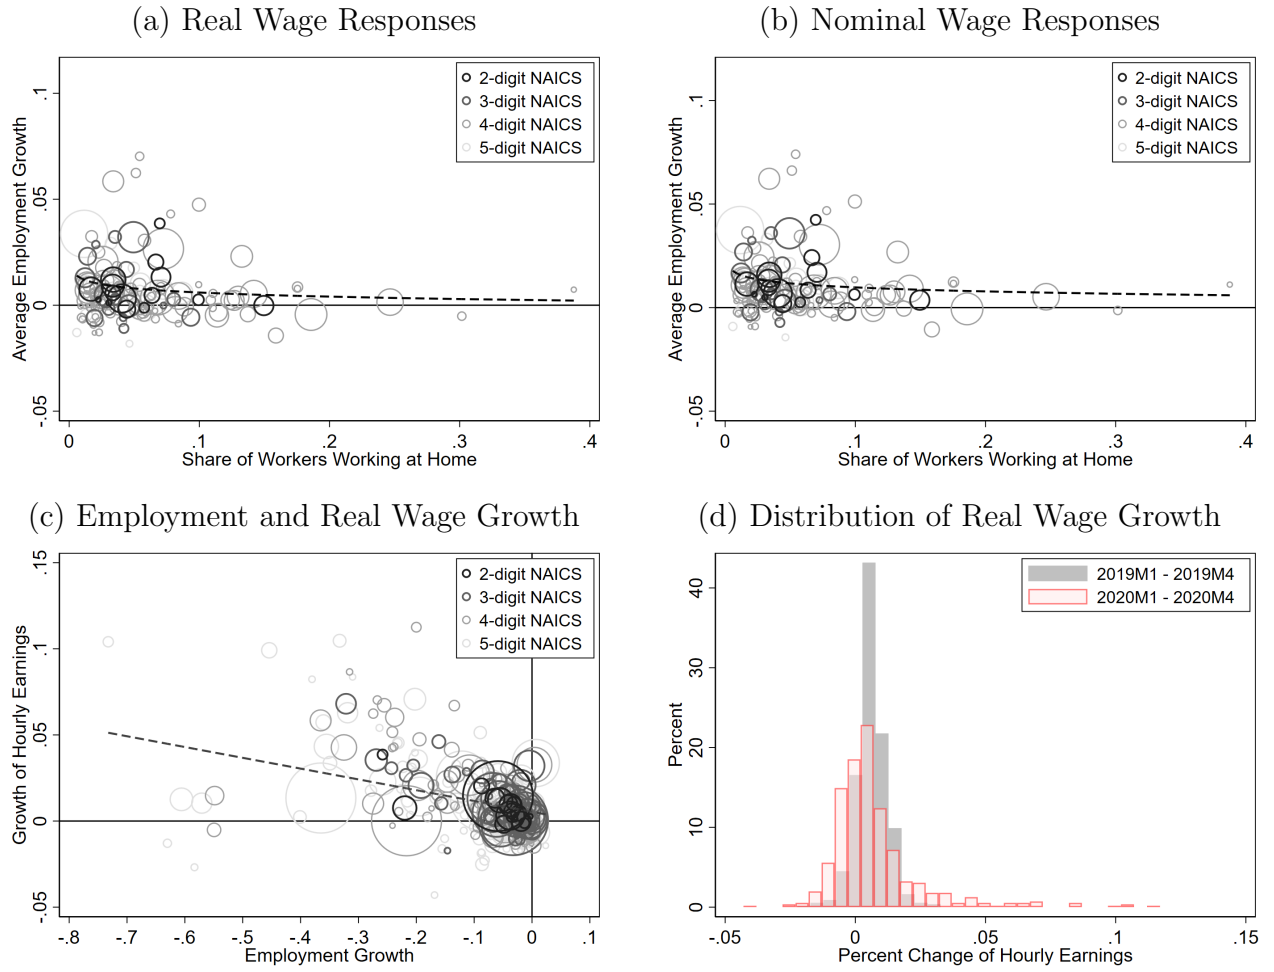 (a) Real Wage Responses
(b) Nominal Wage Responses
2-digit NAICS
3-digit NAICS
4-digit NAICS
5-digit NAICS
Average Employment Growth
.1
.05
0
-.05
0 .1 .2 .3 .4
Share of Workers Working at Home
2-digit NAICS
3-digit NAICS
4-digit NAICS
5-digit NAICS
Average Employment Growth
.1
.05
0
-.05
0 .1 .2 .3 .4
Share of Workers Working at Home
(c) Employment and Real Wage Growth
(d) Distribution of Real Wage Growth
2-digit NAICS
3-digit NAICS
4-digit NAICS
5-digit NAICS
Growth of Hourly Earnings
.15
.1
.05
0
-.05
-.8 -.7 -.6 -.5 -.4 -.3 -.2 -.1 0 .1
Employment Growth
2019M1 - 2019M4
2020M1 - 2020M4
Percent
40
30
20
10
0
-.05 0 .05 .1 .15
Percent Change of Hourly Earnings